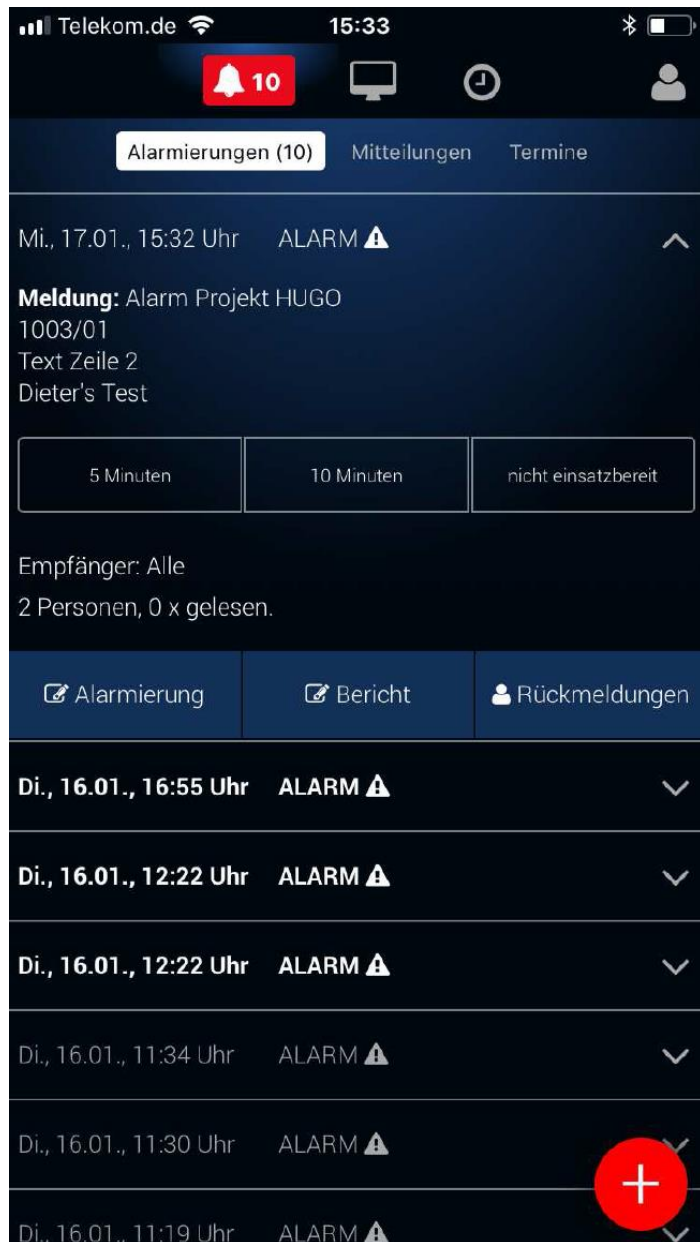 Telekom.de 15:33
10
Alarmierungen (10) Mitteilungen Termine
Mi., 17.01., 15:32 Uhr ALARM
Meldung: Alarm Projekt HUGO
1003/01
Text Zeile 2
Dieter's Test
5 Minuten 10 Minuten nicht einsatzbereit
Empfänger: Alle
2 Personen, 0 x gelesen.
Alarmierung Bericht Rückmeldungen
Di., 16.01., 16:55 Uhr ALARM
Di., 16.01., 12:22 Uhr ALARM
Di., 16.01., 12:22 Uhr ALARM
Di., 16.01., 11:34 Uhr ALARM
Di., 16.01., 11:30 Uhr ALARM
Di., 16.01., 11:19 Uhr ALARM